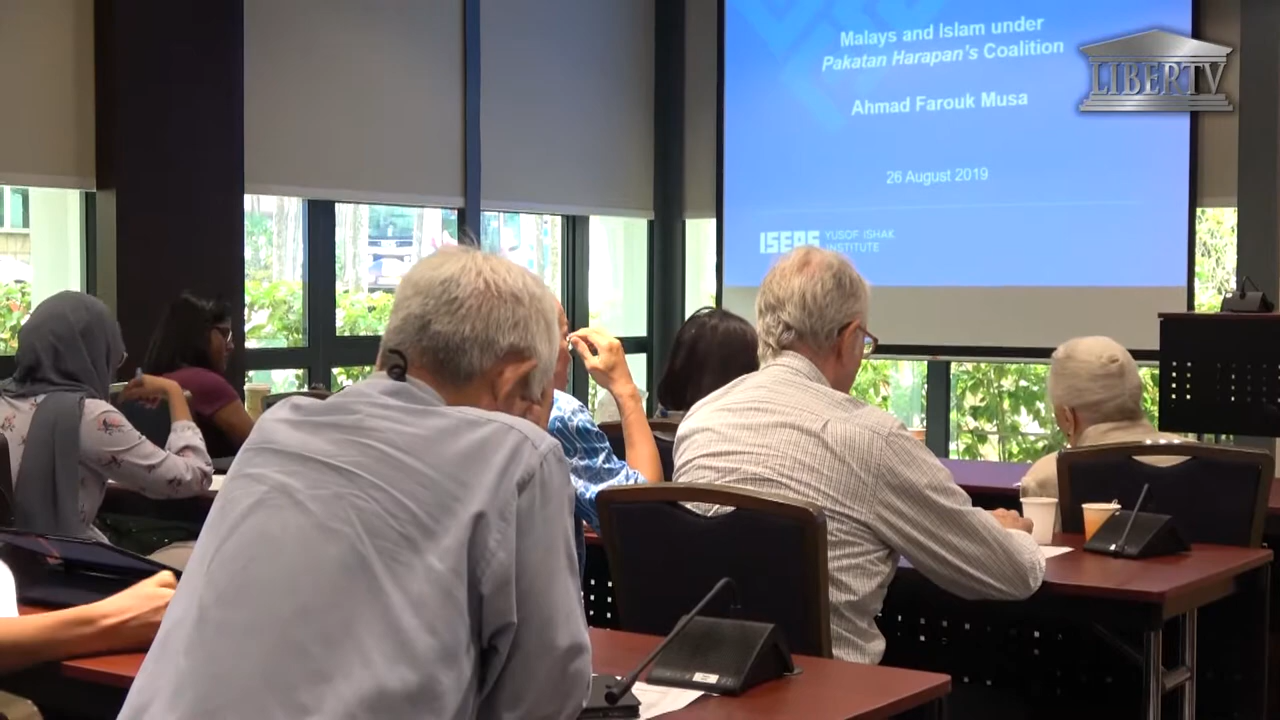 Malays and Islam under
Pakatan Harapan's Coalition
LIBERTV
Ahmad Farouk Musa
26 August 2019
ISEAS YUSOF ISHAK
INSTITUTE